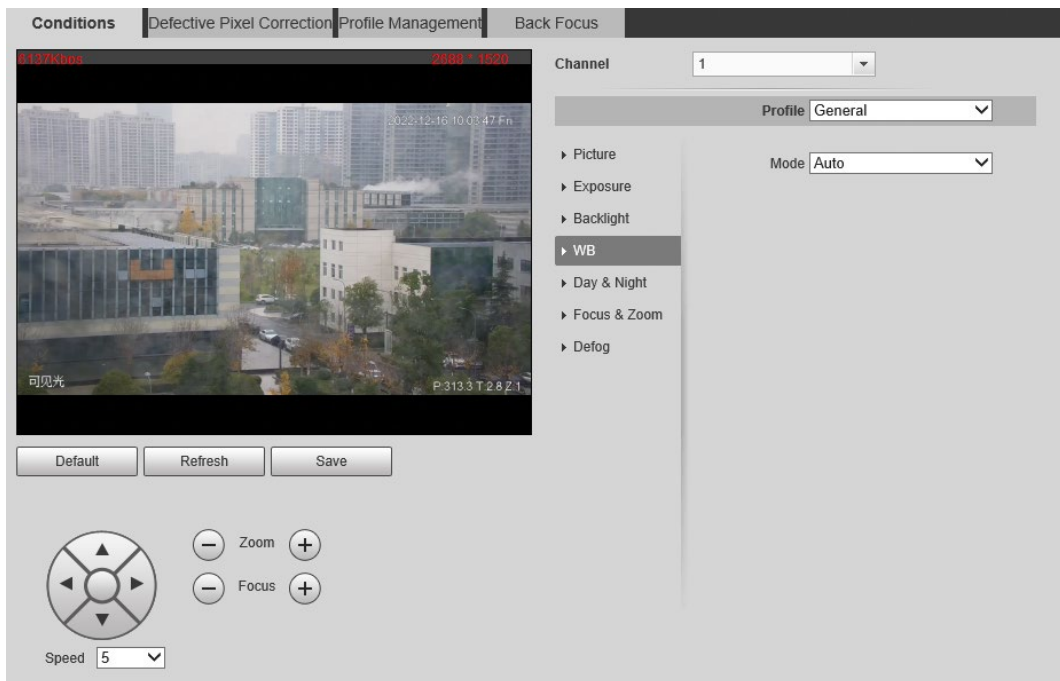 Conditions Defective Pixel Correction Profile Management Back Focus
6137Kbps 2688 * 1520
2022-12-16 10:03:47 Fri
可见光
P:313.3 T:2.8 Z:1
Default Refresh Save
Zoom
Focus
Speed 5
Channel 1
Profile General
Picture
Exposure
Backlight
WB
Day & Night
Focus & Zoom
Defog
Mode Auto